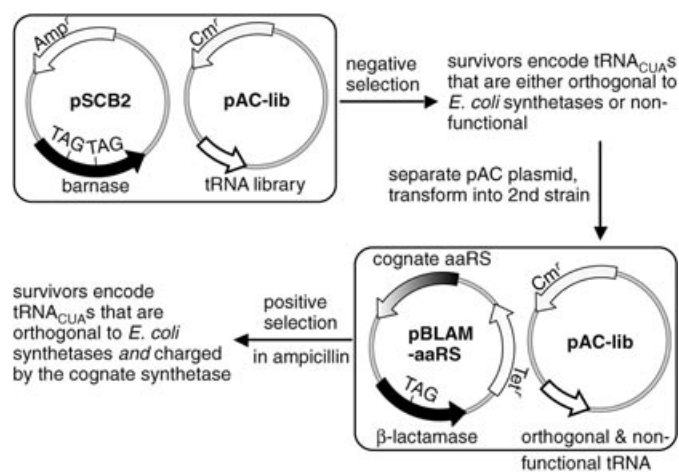 Ampʳ
pSCB2
TAG TAG
barnase
Cmʳ
pAC-lib
tRNA library
negative
selection
survivors encode tRNA_CUAs
that are either orthogonal to
E. coli synthetases or non-
functional
separate pAC plasmid,
transform into 2nd strain
cognate aaRS
pBLAM
-aaRS
Tetʳ
TAG
β-lactamase
Cmʳ
pAC-lib
orthogonal & non-
functional tRNA
positive
selection
in ampicillin
survivors encode
tRNA_CUAs that are
orthogonal to E. coli
synthetases and charged
by the cognate synthetase